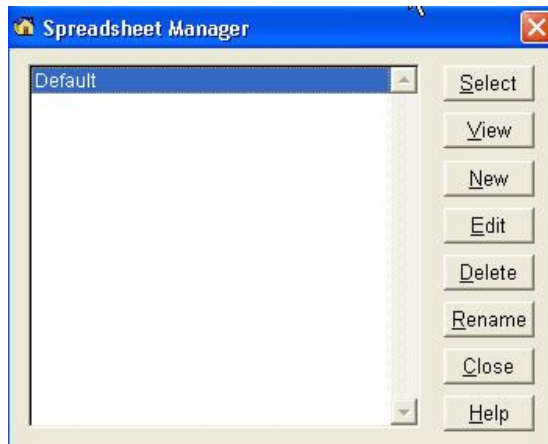 Spreadsheet Manager
Default
Select
View
New
Edit
Delete
Rename
Close
Help